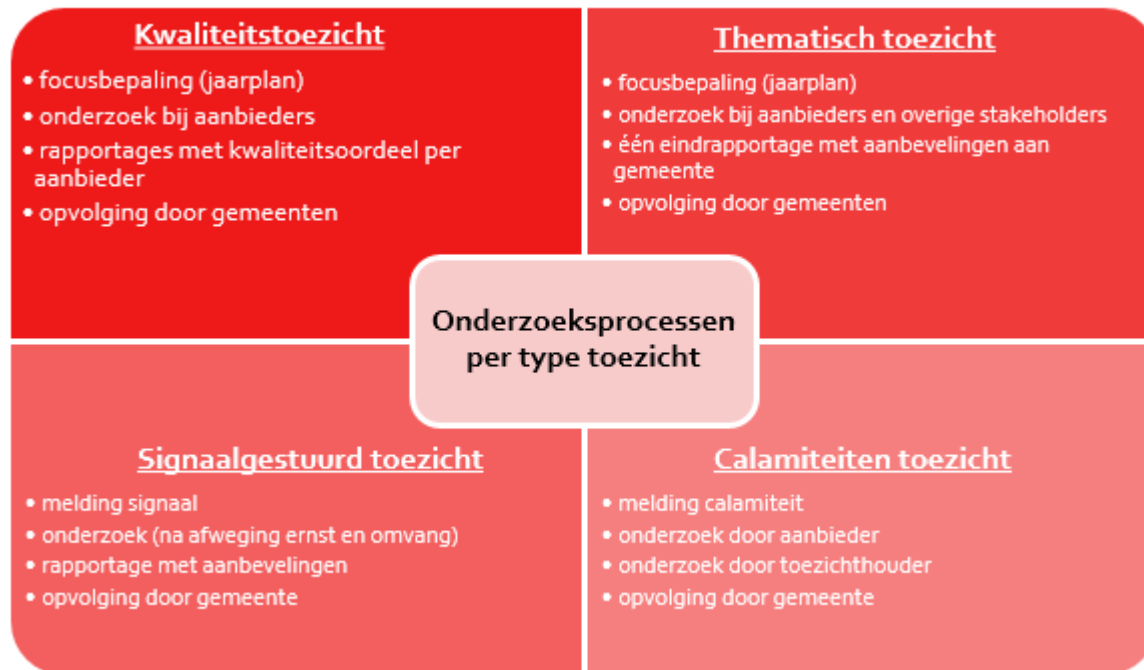 Kwaliteitstoezicht
• focusbepaling (jaarplan)
• onderzoek bij aanbieders
• rapportages met kwaliteitsoordeel per
aanbieder
• opvolging door gemeenten
Thematisch toezicht
• focusbepaling (jaarplan)
• onderzoek bij aanbieders en overige stakeholders
• één eindrapportage met aanbevelingen aan
gemeente
• opvolging door gemeenten
Onderzoeksprocessen
per type toezicht
Signaalgestuurd toezicht
• melding signaal
• onderzoek (na afweging ernst en omvang)
• rapportage met aanbevelingen
• opvolging door gemeente
Calamiteiten toezicht
• melding calamiteit
• onderzoek door aanbieder
• onderzoek door toezichthouder
• opvolging door gemeente